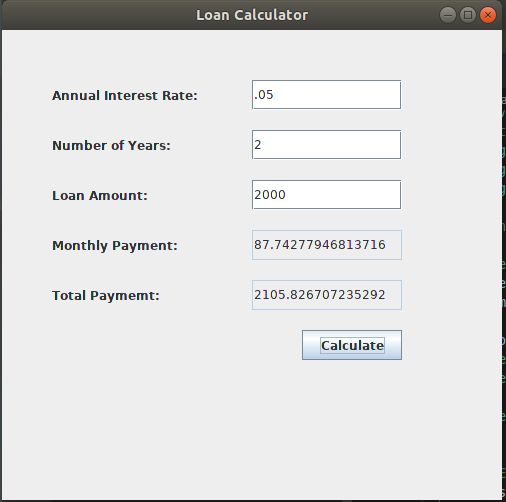 Loan Calculator
Annual Interest Rate: .05
Number of Years: 2
Loan Amount: 2000
Monthly Payment: 87.74277946813716
Total Paymemt: 2105.826707235292
Calculate